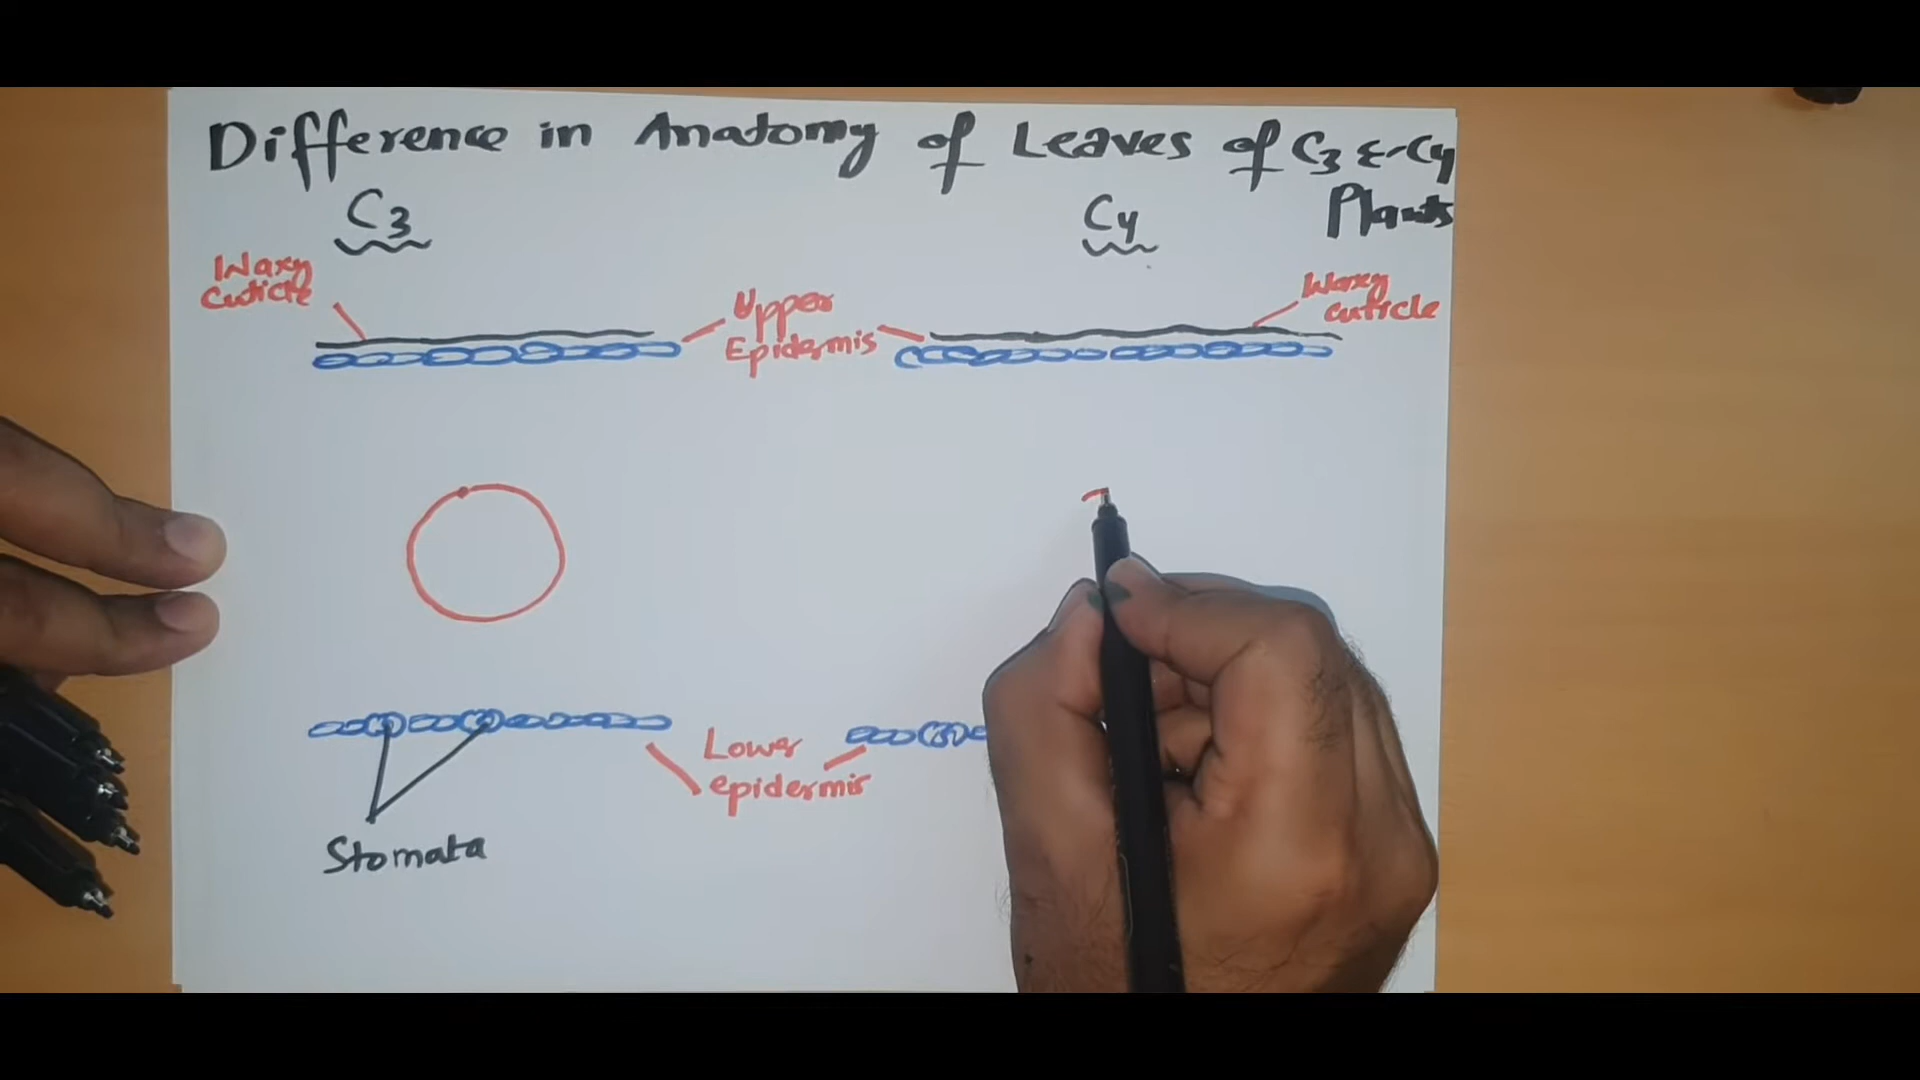 Difference in Anatomy of Leaves of C3 & C4
Plants
C3
C4
Waxy
Cuticle
Upper
Epidermis
Waxy
cuticle
Lower
epidermis
Stomata